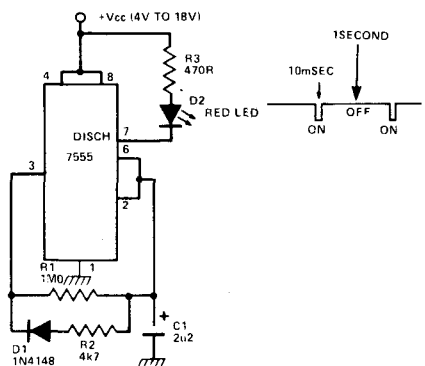 +Vcc (4V TO 18V)
4
8
R3
470R
D2
RED LED
DISCH
7
7555
6
3
2
R1
1M0
1
+
C1
2u2
D1
1N4148
R2
4k7
1SECOND
10mSEC
OFF
ON
ON